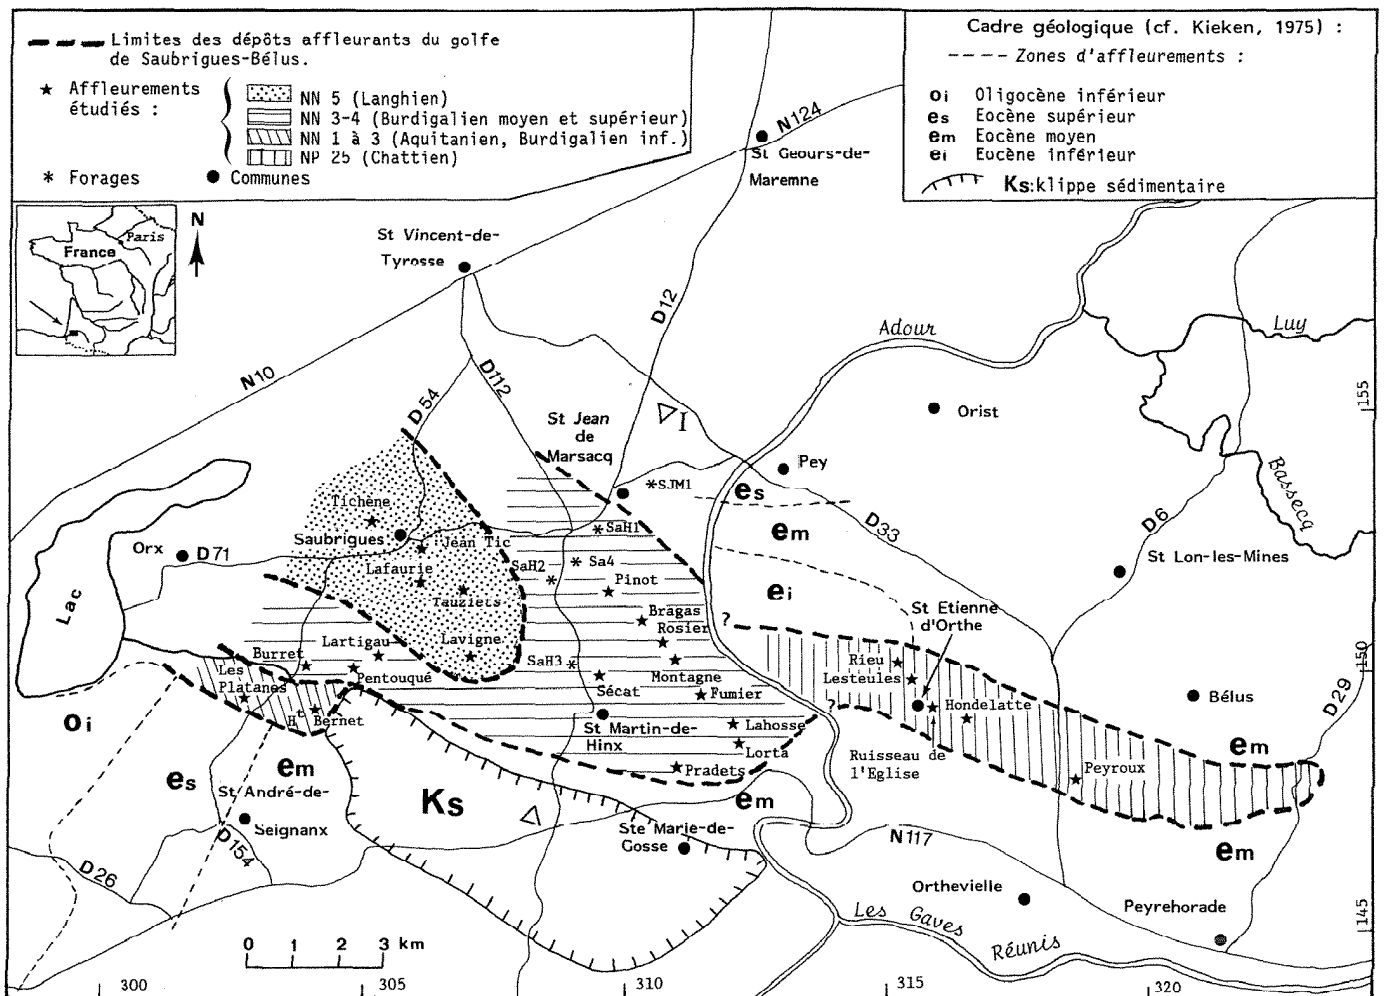 Limites des dépôts affleurants du golfe
de Saubrigues-Bélus.
★ Affleurements
étudiés :
NN 5 (Langhien)
NN 3-4 (Burdigalien moyen et supérieur)
NN 1 à 3 (Aquitanien, Burdigalien inf.)
NP 25 (Chattien)
* Forages
● Communes
Cadre géologique (cf. Kieken, 1975) :
Zones d'affleurements :
oi Oligocène inférieur
es Eocène supérieur
em Eocène moyen
ei Eocène inférieur
Ks:klippe sédimentaire
Paris
France
N
N124
St Geours-de-
Maremne
St Vincent-de-
Tyrosse
D12
Adour
Luy
N10
D54
D112
155
St Jean
de
Marsacq
I
Orist
Pey
Bassecq
SJM1
es
Tichène
D33
D6
SaH1
em
Saubrigues
Jean Tic
Orx
D71
St Lon-les-Mines
Lafaurie
SaH2
Sa4
Pinot
ei
Lac
Tauziets
St Etienne
d'Orthe
Bragas
?
Rosier
Lartigau
Lavigne
Burret
Rieu
150
Les
Platanes
Pentouqué
SaH3
Montagne
Lesteules
Sécat
Fumier
Bélus
Ht Bernet
?
Hondelatte
D29
oi
St Martin-de-
Hinx
Lahosse
Lorta
Ruisseau de
l'Eglise
em
es
em
Pradets
Peyroux
St André-de-
Seignanx
Ks
em
Ste Marie-de-
Gosse
D154
N117
em
D26
Orthevielle
Peyrehorade
Les Gaves
Réunis
145
0 1 2 3 km
300
305
310
315
320